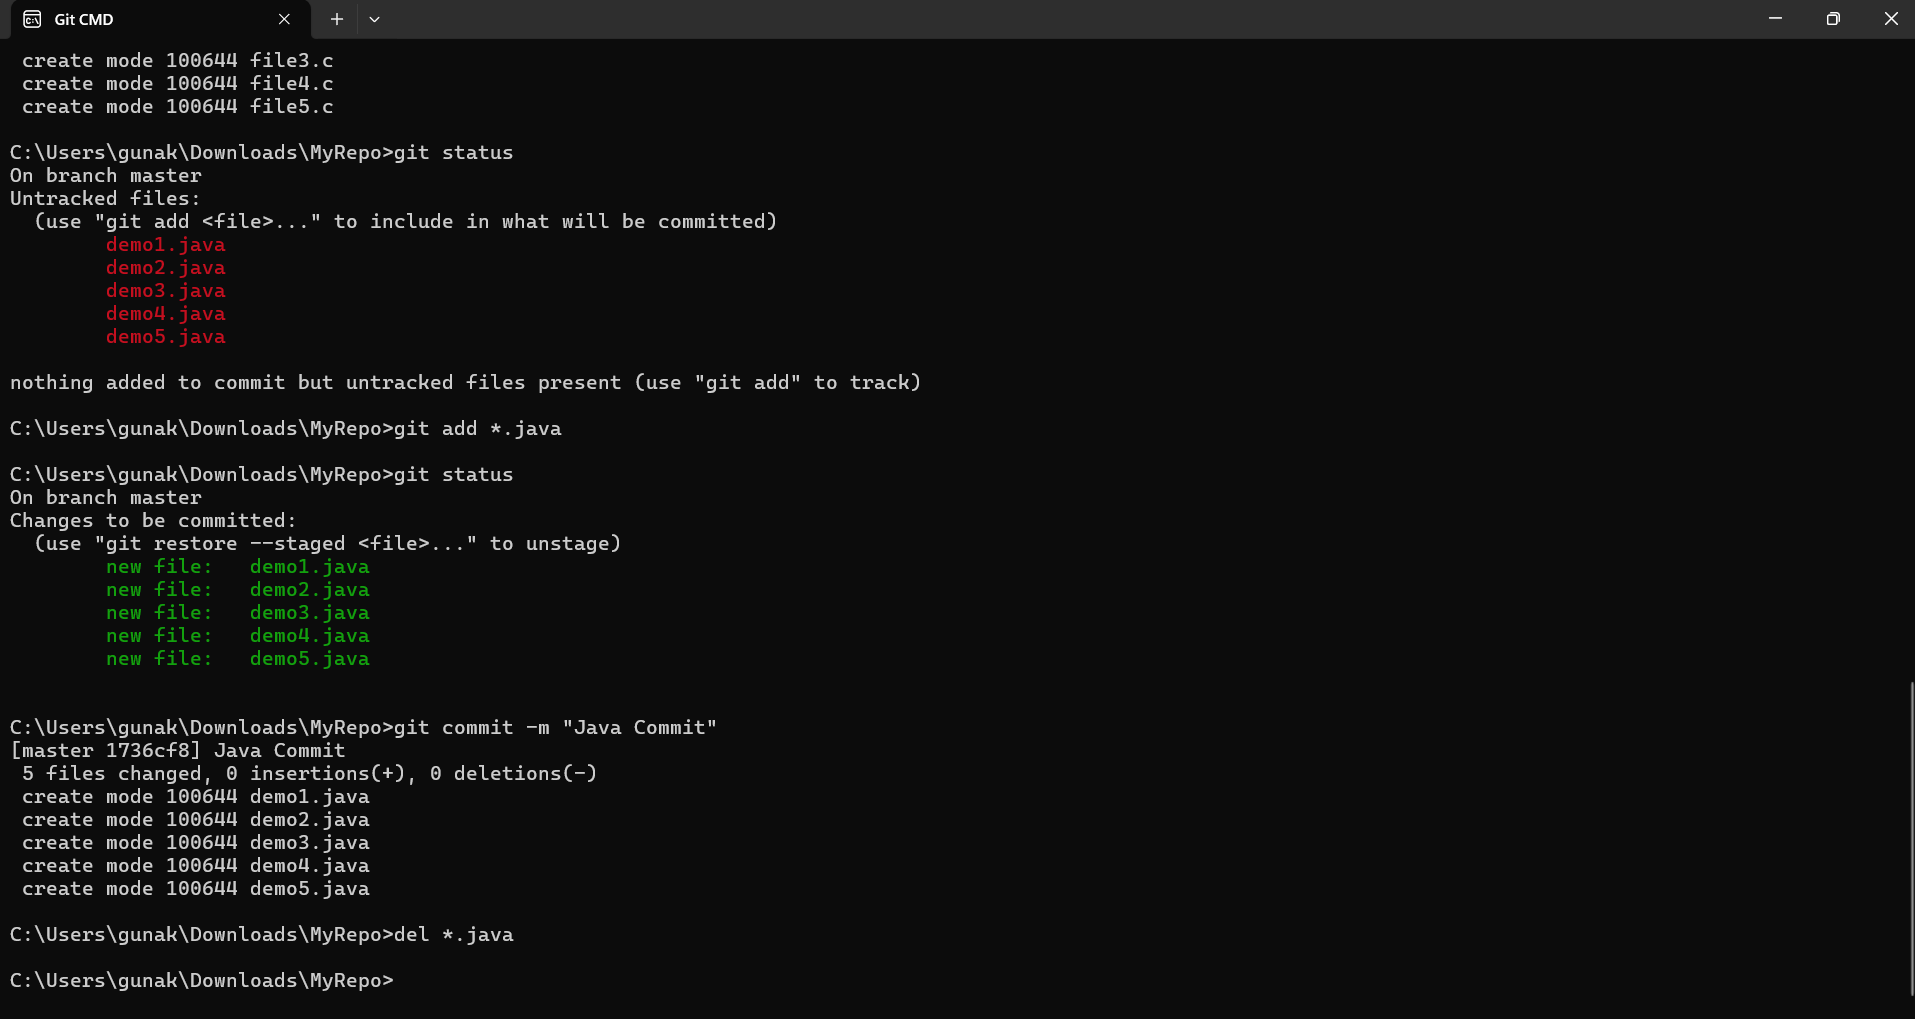 Git CMD
 create mode 100644 file3.c
 create mode 100644 file4.c
 create mode 100644 file5.c

C:\Users\gunak\Downloads\MyRepo>git status
On branch master
Untracked files:
  (use "git add <file>..." to include in what will be committed)
        demo1.java
        demo2.java
        demo3.java
        demo4.java
        demo5.java

nothing added to commit but untracked files present (use "git add" to track)

C:\Users\gunak\Downloads\MyRepo>git add *.java

C:\Users\gunak\Downloads\MyRepo>git status
On branch master
Changes to be committed:
  (use "git restore --staged <file>..." to unstage)
        new file:   demo1.java
        new file:   demo2.java
        new file:   demo3.java
        new file:   demo4.java
        new file:   demo5.java


C:\Users\gunak\Downloads\MyRepo>git commit -m "Java Commit"
[master 1736cf8] Java Commit
 5 files changed, 0 insertions(+), 0 deletions(-)
 create mode 100644 demo1.java
 create mode 100644 demo2.java
 create mode 100644 demo3.java
 create mode 100644 demo4.java
 create mode 100644 demo5.java

C:\Users\gunak\Downloads\MyRepo>del *.java

C:\Users\gunak\Downloads\MyRepo>